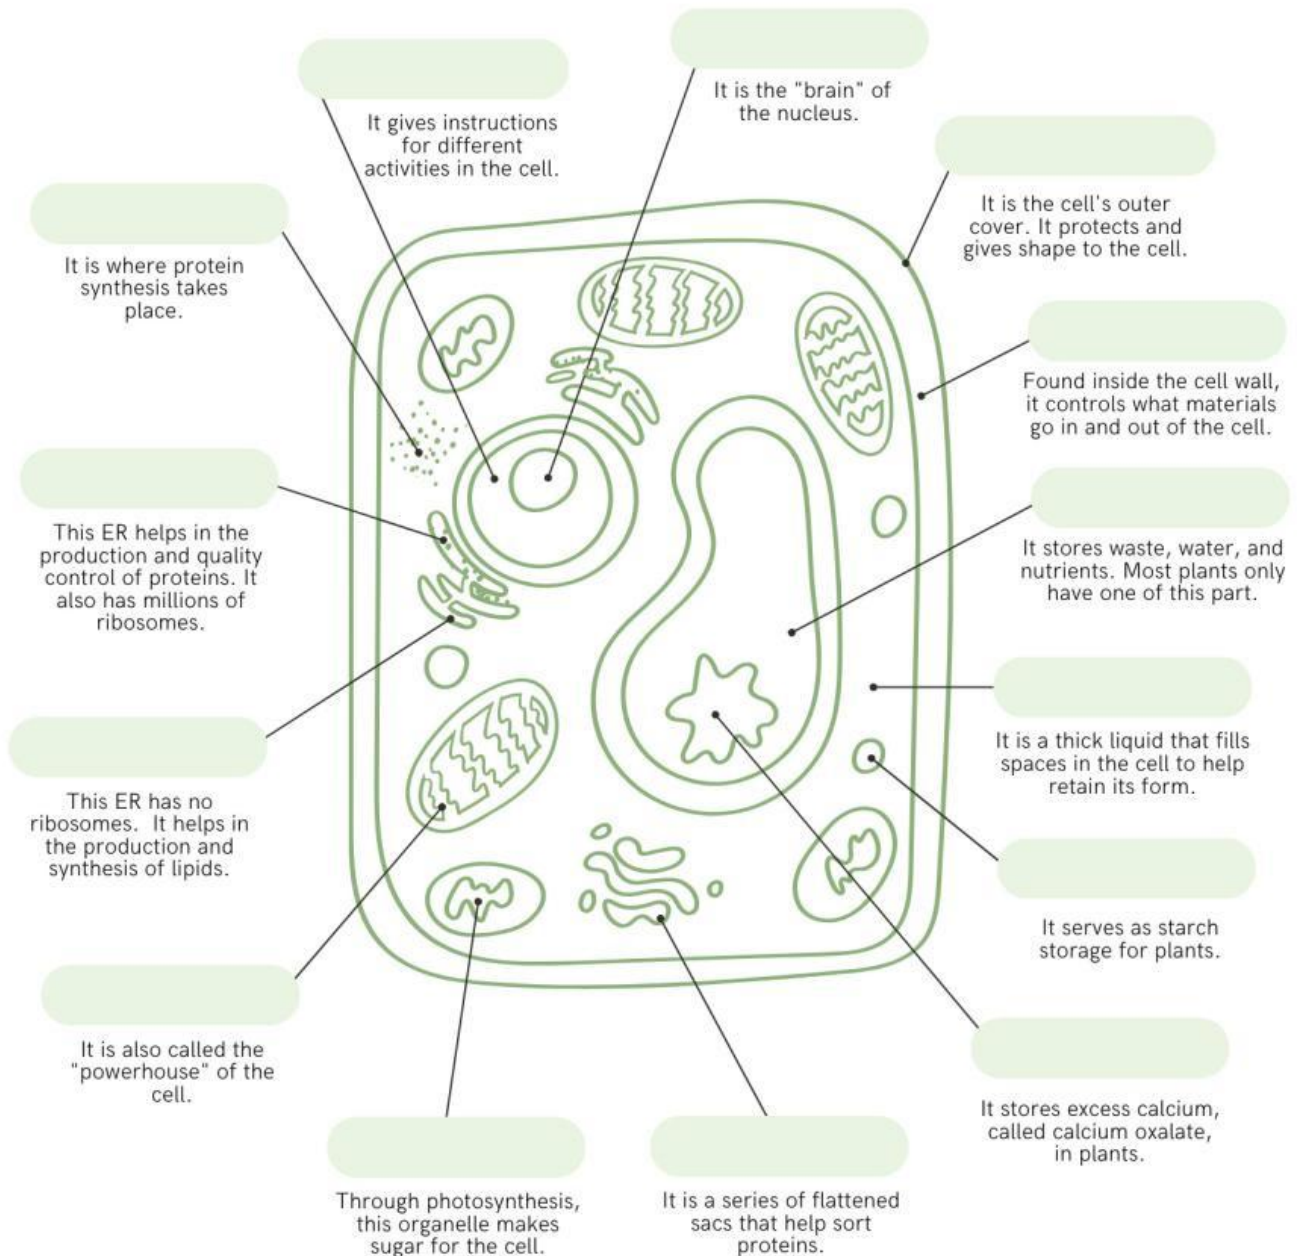 It is the "brain" of
the nucleus.
It gives instructions
for different
activities in the cell.
It is the cell's outer
cover. It protects and
gives shape to the cell.
It is where protein
synthesis takes
place.
Found inside the cell wall,
it controls what materials
go in and out of the cell.
This ER helps in the
production and quality
control of proteins. It
also has millions of
ribosomes.
It stores waste, water, and
nutrients. Most plants only
have one of this part.
It is a thick liquid that fills
spaces in the cell to help
retain its form.
This ER has no
ribosomes. It helps in
the production and
synthesis of lipids.
It serves as starch
storage for plants.
It is also called the
"powerhouse" of the
cell.
It stores excess calcium,
called calcium oxalate,
in plants.
Through photosynthesis,
this organelle makes
sugar for the cell.
It is a series of flattened
sacs that help sort
proteins.